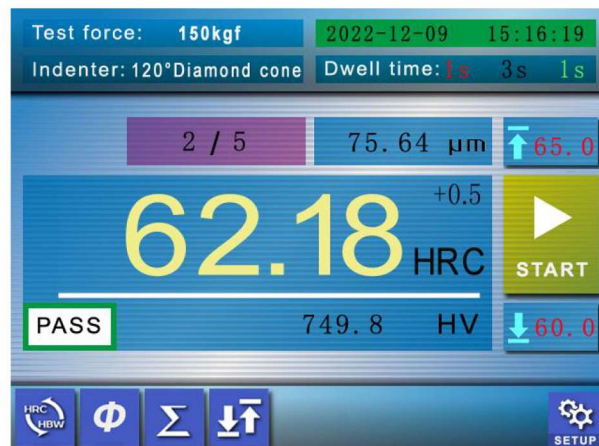 Test force: 150kgf 2022-12-09 15:16:19
Indenter: 120°Diamond cone Dwell time: 1s 3s 1s
2 / 5 75.64 μm 65.0
62.18 +0.5 HRC
START
PASS 749.8 HV 60.0
HRC
HBW
Φ Σ
SETUP